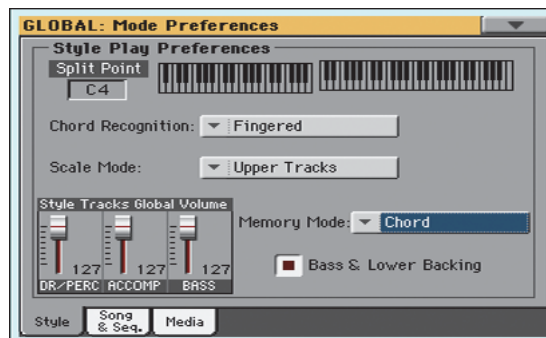 GLOBAL: Mode Preferences
Style Play Preferences
Split Point
C4
Chord Recognition: Fingered
Scale Mode: Upper Tracks
Style Tracks Global Volume
127 127 127
DR/PERC ACCOMP BASS
Memory Mode: Chord
Bass & Lower Backing
Style
Song
& Seq.
Media